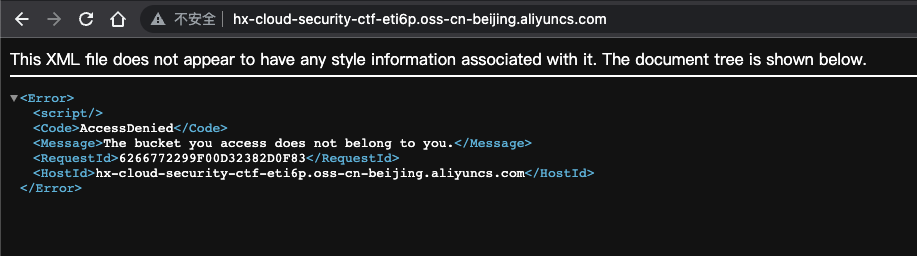 不安全 | hx-cloud-security-ctf-eti6p.oss-cn-beijing.aliyuncs.com
This XML file does not appear to have any style information associated with it. The document tree is shown below.
▼<Error>
<script/>
<Code>AccessDenied</Code>
<Message>The bucket you access does not belong to you.</Message>
<RequestId>6266772299F00D32382D0F83</RequestId>
<HostId>hx-cloud-security-ctf-eti6p.oss-cn-beijing.aliyuncs.com</HostId>
</Error>